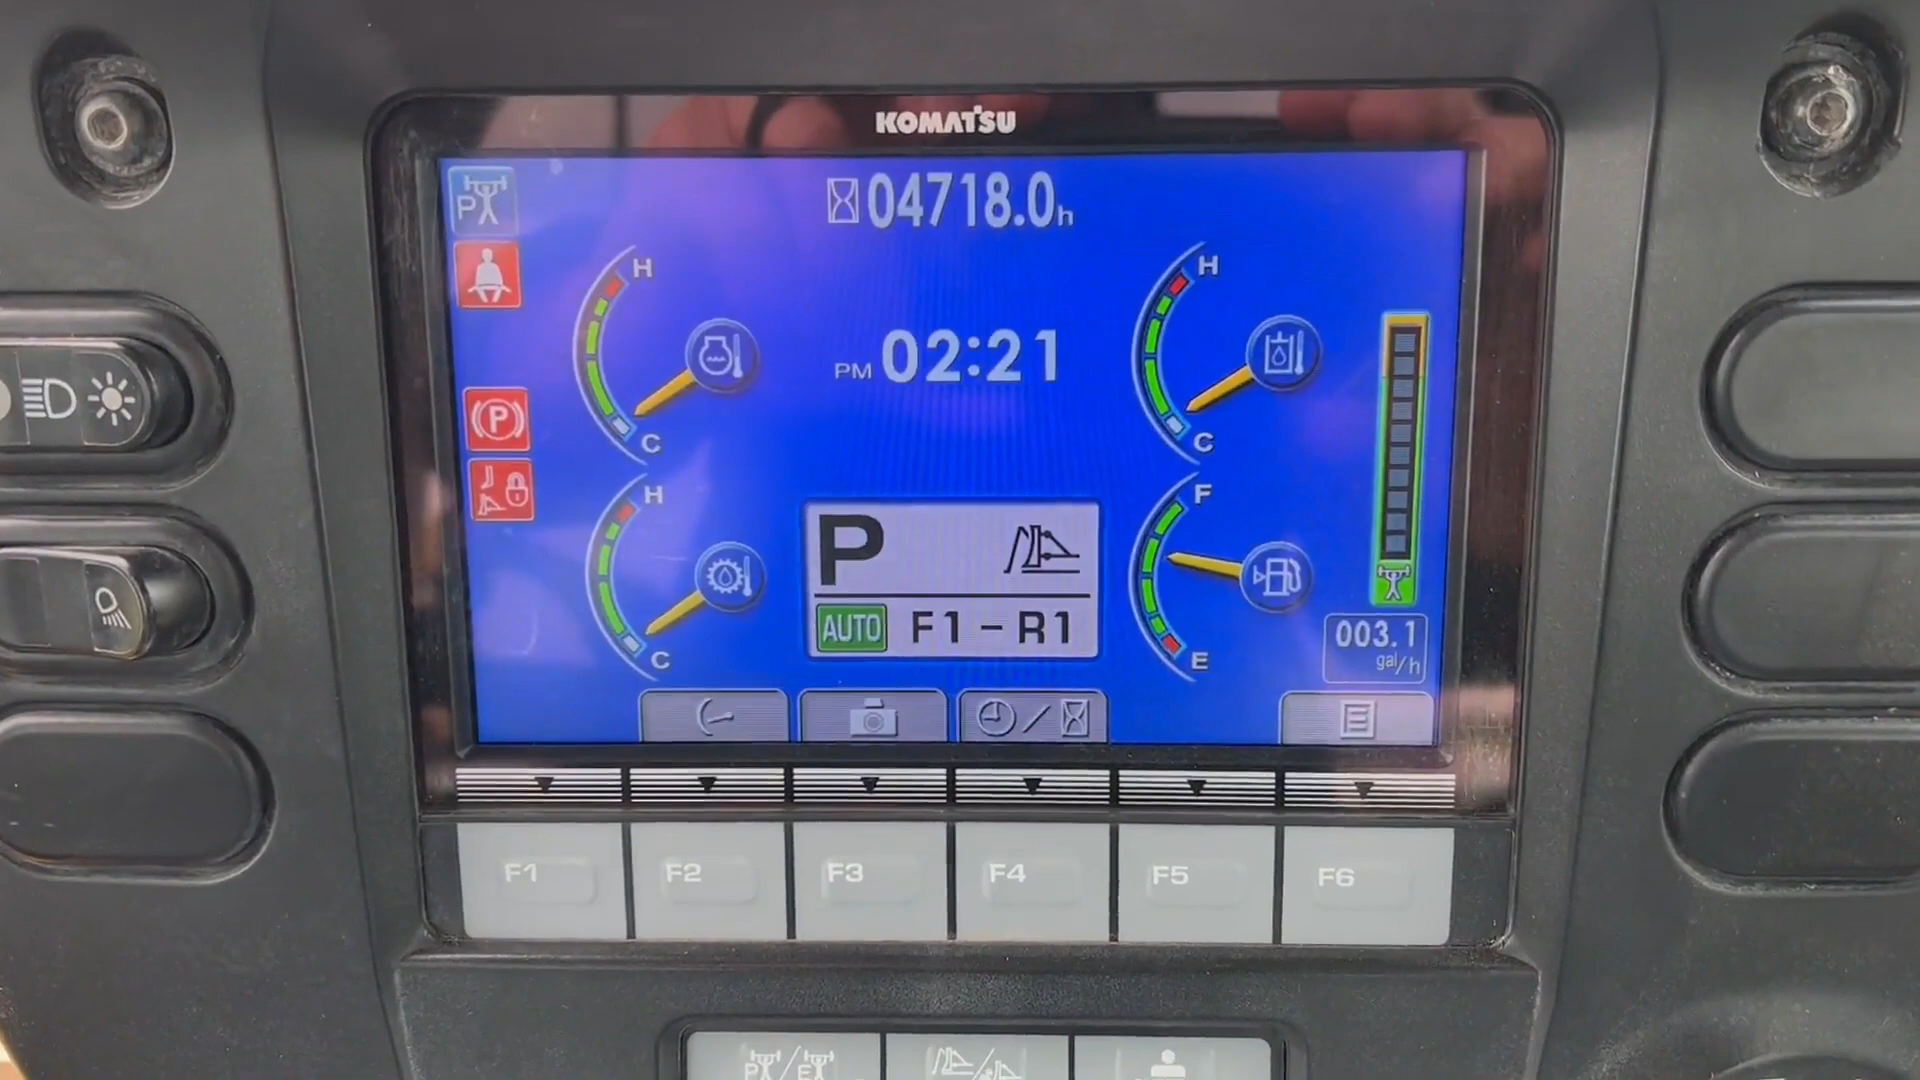 KOMATSU
P
04718.0h
H
H
PM 02:21
P
C
C
H
F
P
AUTO F1-R1
003.1
gal/h
C
E
F1 F2 F3 F4 F5 F6
P / E